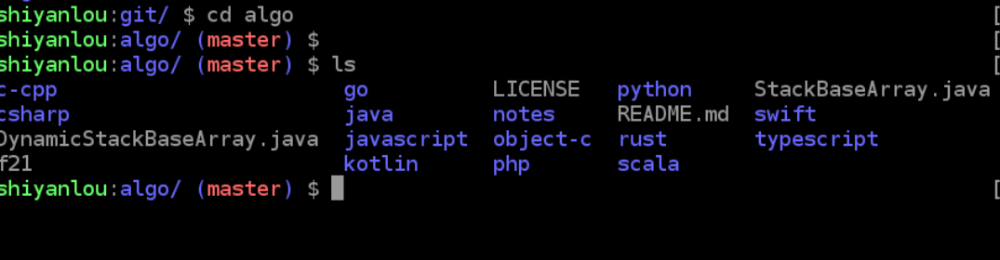 shiyanlou:git/ $ cd algo [
shiyanlou:algo/ (master) $ [
shiyanlou:algo/ (master) $ ls [
c-cpp go LICENSE python StackBaseArray.java
csharp java notes README.md swift
DynamicStackBaseArray.java javascript object-c rust typescript
f21 kotlin php scala
shiyanlou:algo/ (master) $ [